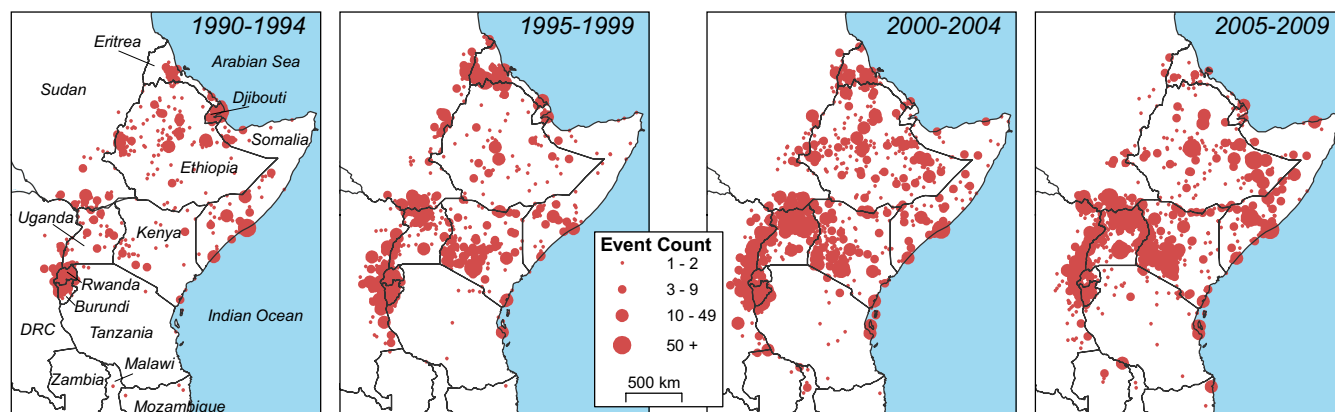 1990-1994
Eritrea
Arabian Sea
Sudan
Djibouti
Somalia
Ethiopia
Uganda
Kenya
Rwanda
Burundi
Indian Ocean
DRC
Tanzania
Malawi
Zambia
Mozambique
1995-1999
2000-2004
2005-2009
Event Count
1 - 2
3 - 9
10 - 49
50 +
500 km